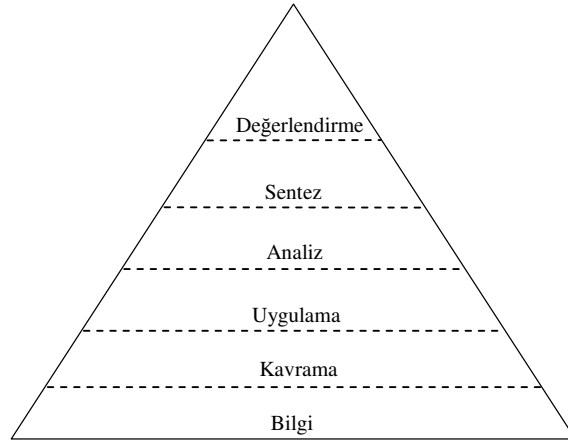 Değerlendirme
Sentez
Analiz
Uygulama
Kavrama
Bilgi